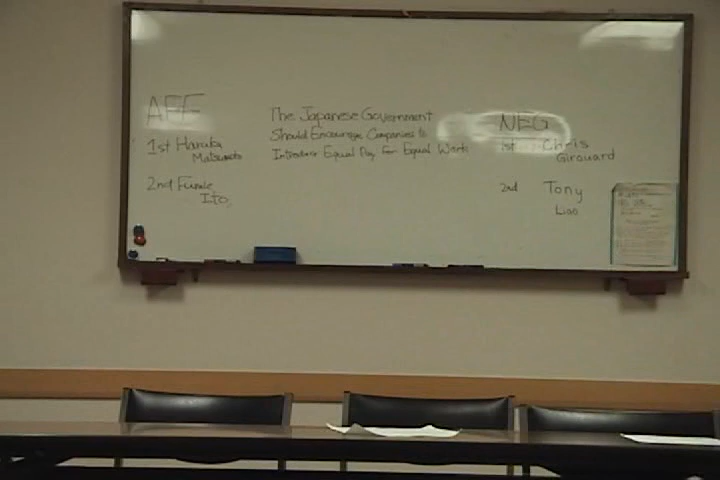 AFF
1st Haruka
Matsumoto
2nd Fumie
Ito
The Japanese Government
Should Encourage Companies to
Introduce Equal Pay for Equal Work
NEG
1st Chris
Girouard
2nd Tony
Liao